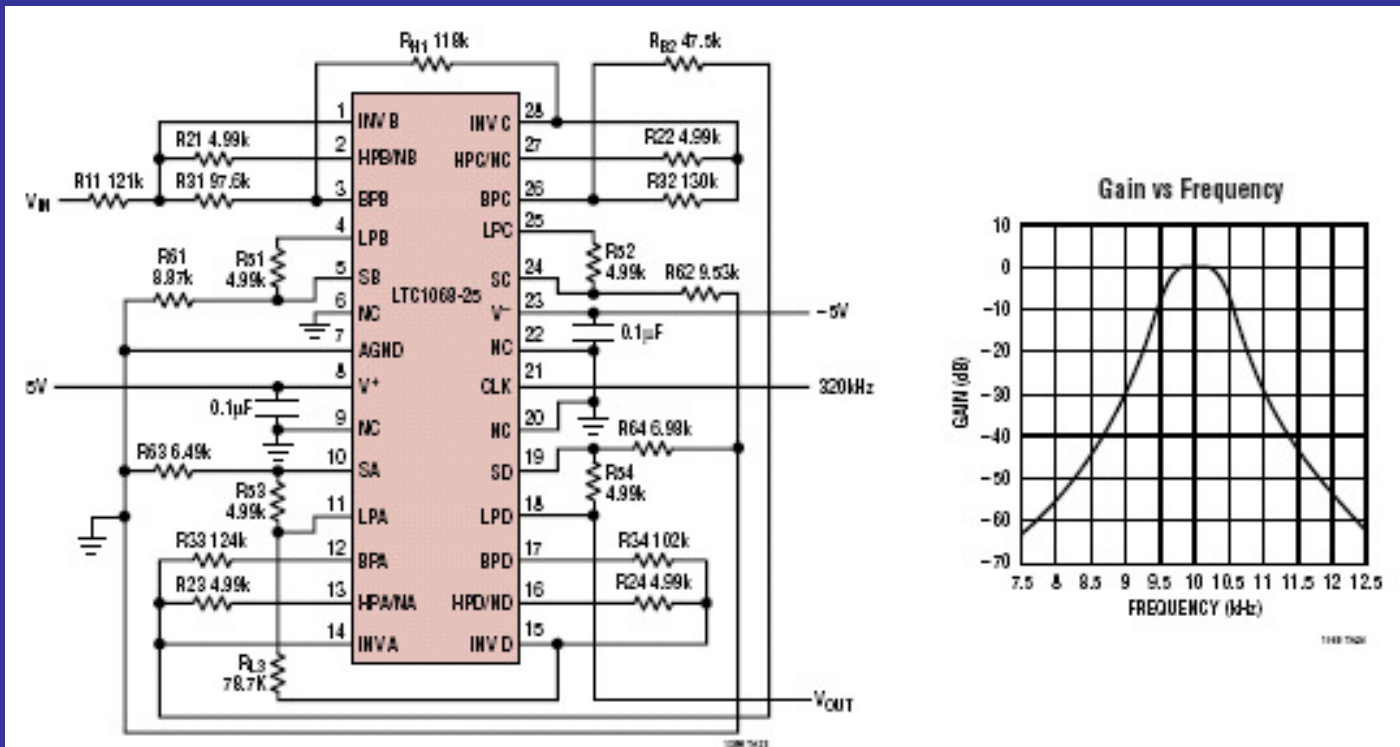 RH1 118k
RB2 47.5k
1
INV B
INV C
28
R21 4.99k
2
HPB/NB
HPC/NC
27
R22 4.99k
R11 121k
R31 97.6k
VIN
3
BPB
BPC
26
R32 130k
4
LPB
LPC
25
R61
8.87k
R51
4.99k
5
SB
SC
24
R52
4.99k
R62 9.53k
LTC1068-25
6
NC
V−
23
−5V
7
AGND
NC
22
0.1µF
5V
8
V+
CLK
21
320kHz
0.1µF
9
NC
NC
20
R63 6.49k
10
SA
SD
19
R64 6.98k
R53
4.99k
R54
4.99k
11
LPA
LPD
18
R33 124k
12
BPA
BPD
17
R34 102k
R23 4.99k
13
HPA/NA
HPD/ND
16
R24 4.99k
14
INV A
INV D
15
RL3
78.7K
VOUT
Gain vs Frequency
10
0
−10
−20
−30
−40
−50
−60
−70
GAIN (dB)
7.5 8 8.5 9 9.5 10 10.5 11 11.5 12 12.5
FREQUENCY (kHz)